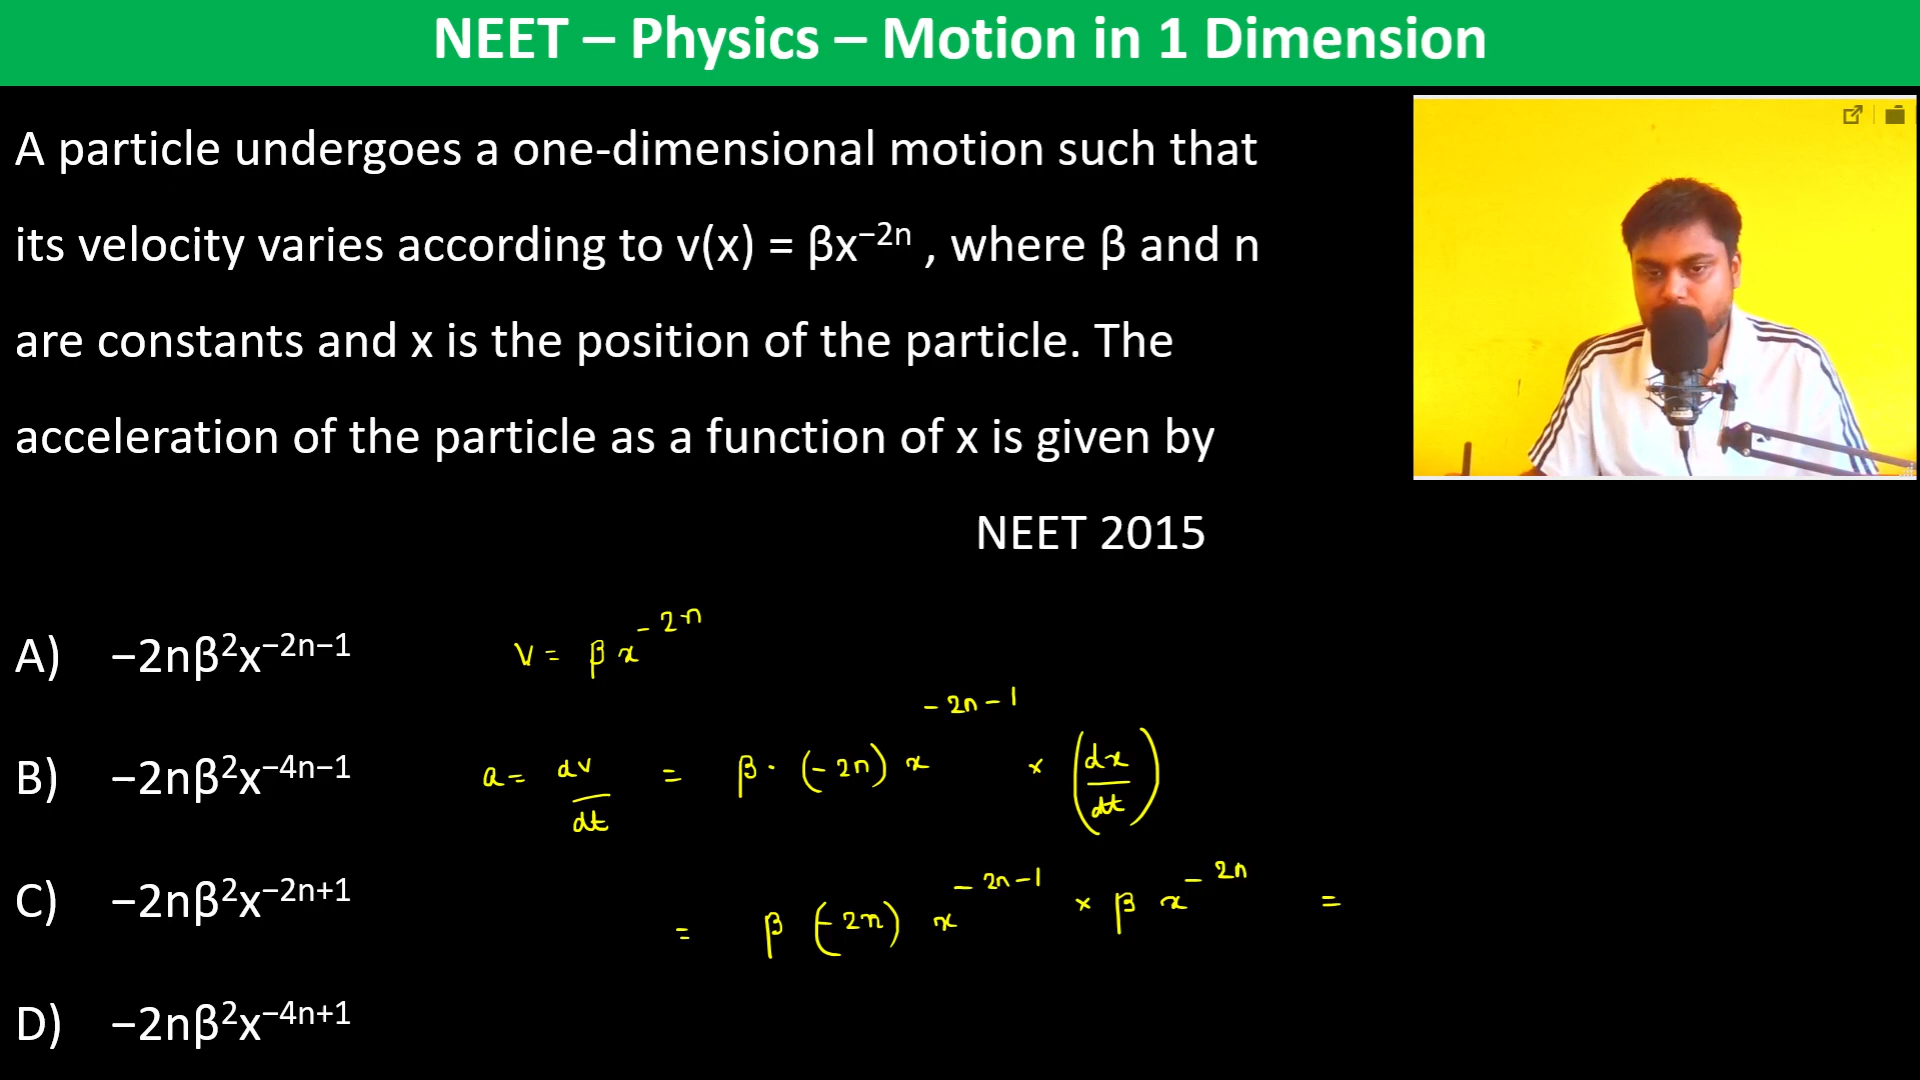 NEET – Physics – Motion in 1 Dimension
A particle undergoes a one-dimensional motion such that
its velocity varies according to v(x) = βx⁻²ⁿ , where β and n
are constants and x is the position of the particle. The
acceleration of the particle as a function of x is given by
NEET 2015
A) −2nβ²x⁻²ⁿ⁻¹
V = β x⁻²ⁿ
B) −2nβ²x⁻⁴ⁿ⁻¹
a = dv/dt = β · (−2n) x⁻²ⁿ⁻¹ × (dx/dt)
C) −2nβ²x⁻²ⁿ⁺¹
= β (−2n) x⁻²ⁿ⁻¹ × β x⁻²ⁿ =
D) −2nβ²x⁻⁴ⁿ⁺¹